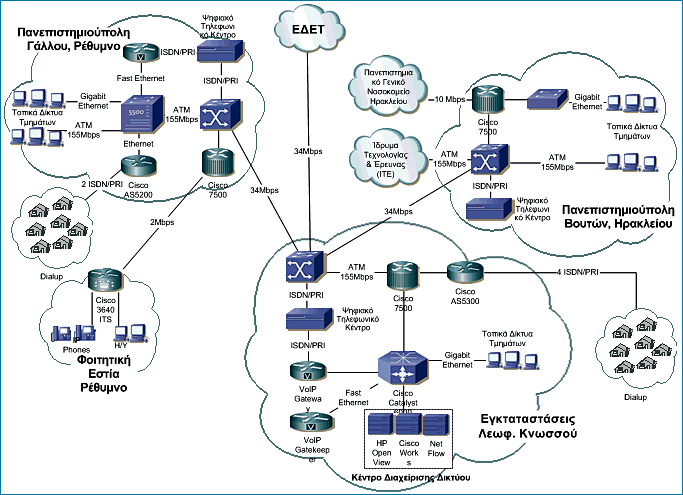 Πανεπιστημιούπολη
Γάλλου, Ρέθυμνο
Ψηφιακό
Τηλεφωνι
κό Κέντρο
ISDN/PRI
ISDN/PRI
Fast Ethernet
Gigabit
Ethernet
Τοπικά Δίκτυα
Τμημάτων
ATM
155Mbps
5500
ATM
155Mbps
Ethernet
2 ISDN/PRI
Cisco
AS5200
Cisco
7500
Dialup
2Mbps
34Mbps
Cisco
3640
ITS
Phones
Η/Υ
Φοιτητική
Εστία
Ρέθυμνο
ΕΔΕΤ
34Mbps
Πανεπιστημια
κό Γενικό
Νοσοκομείο
Ηρακλείου
10 Mbps
Cisco
7500
Gigabit
Ethernet
Τοπικά Δίκτυα
Τμημάτων
Ίδρυμα
Τεχνολογίας
& Έρευνας
(ΙΤΕ)
ATM
155Mbps
ATM
155Mbps
ISDN/PRI
Ψηφιακό
Τηλεφωνι
κό Κέντρο
Πανεπιστημιούπολη
Βουτών, Ηρακλείου
34Mbps
ATM
155Mbps
ISDN/PRI
Cisco
7500
Cisco
AS5300
4 ISDN/PRI
Ψηφιακό
Τηλεφωνικό
Κέντρο
ISDN/PRI
V
VoIP
Gatewa
y
Fast
Ethernet
Cisco
Catalyst
Gigabit
Ethernet
Τοπικά Δίκτυα
Τμημάτων
Dialup
V
VoIP
Gatekeep
er
HP
Open
View
Cisco
Work
s
Net
Flow
Κέντρο Διαχείρισης Δικτύου
Εγκταταστάσεις
Λεωφ. Κνωσσού